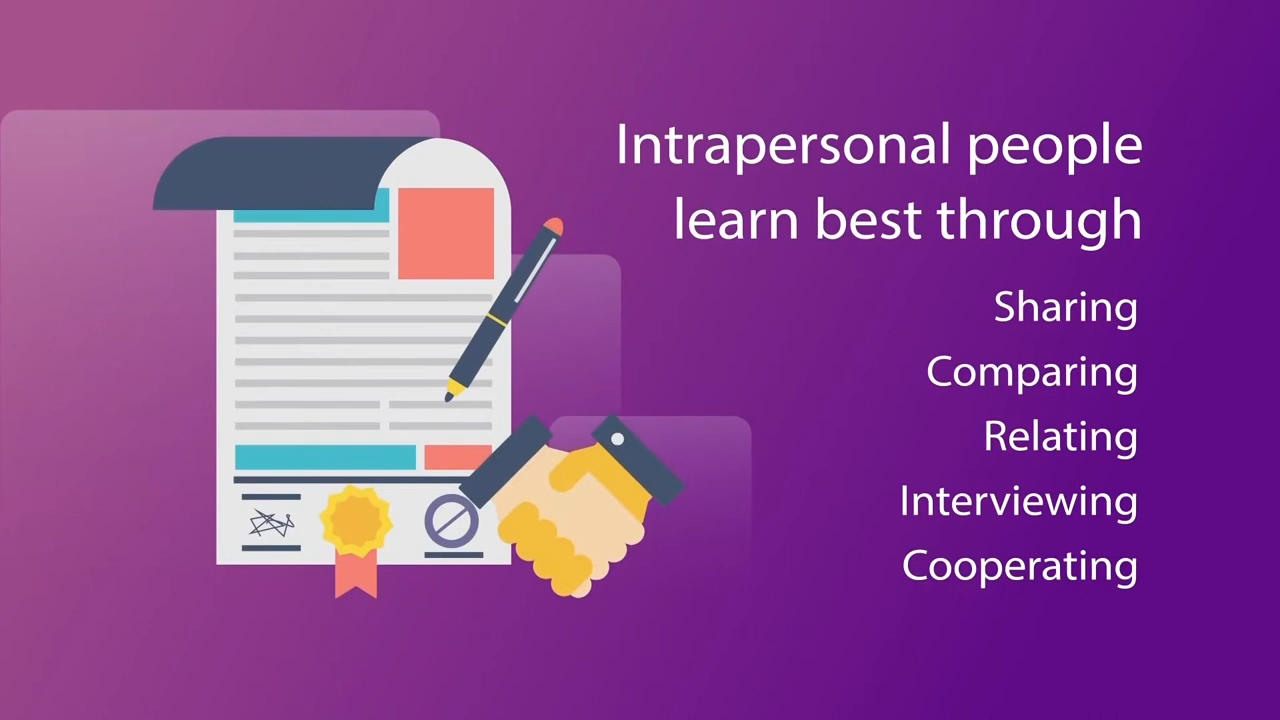 Intrapersonal people
learn best through
Sharing
Comparing
Relating
Interviewing
Cooperating